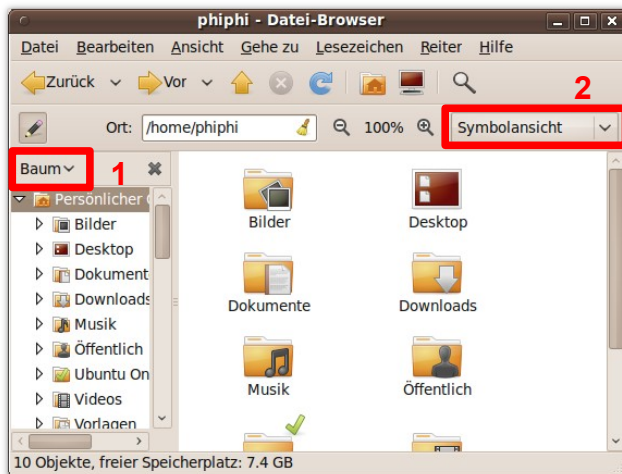 phiphi - Datei-Browser
Datei Bearbeiten Ansicht Gehe zu Lesezeichen Reiter Hilfe
Zurück Vor
2
Ort: /home/phiphi 100% Symbolansicht
Baum 1
Persönlicher
Bilder
Desktop
Dokument
Downloads
Musik
Öffentlich
Ubuntu On
Videos
Vorlagen
Bilder Desktop
Dokumente Downloads
Musik Öffentlich
10 Objekte, freier Speicherplatz: 7.4 GB